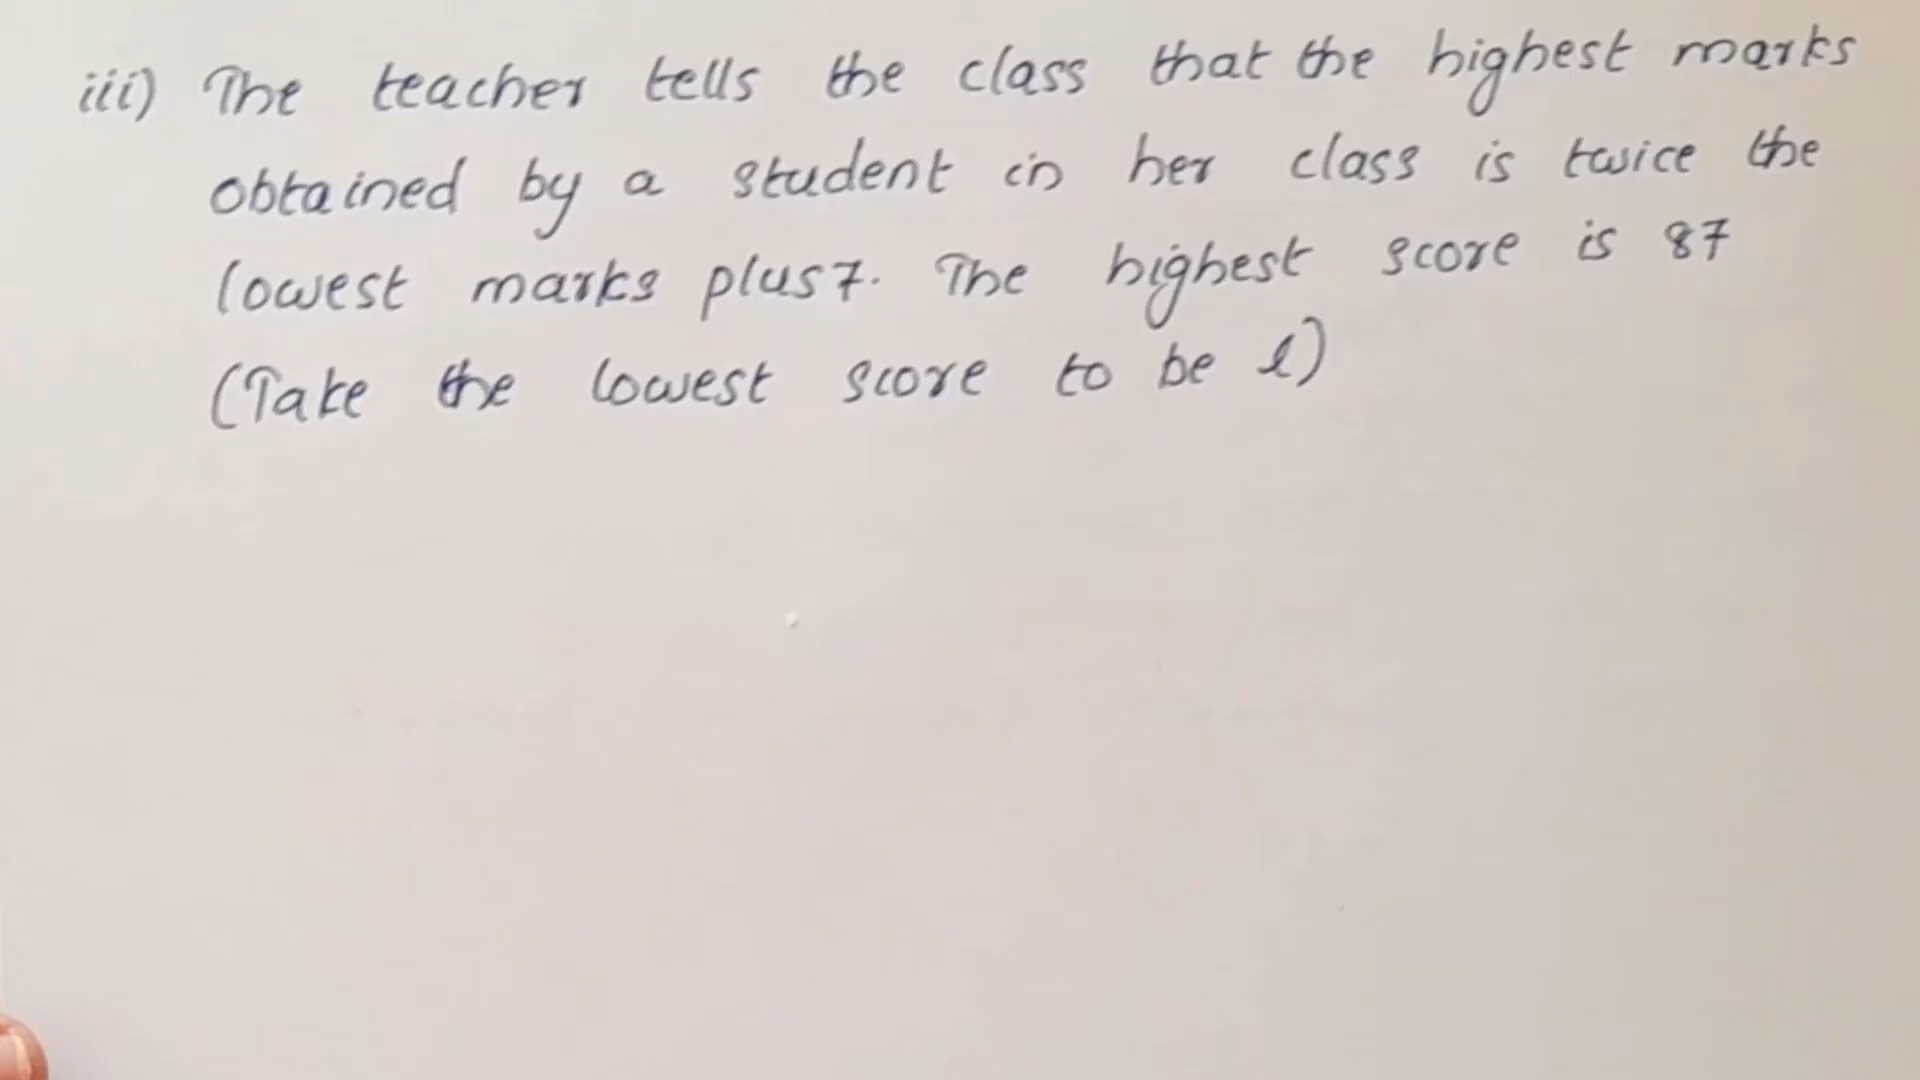 iii) The teacher tells the class that the highest marks
obtained by a student in her class is twice the
lowest marks plus 7. The highest score is 87
(Take the lowest score to be l)